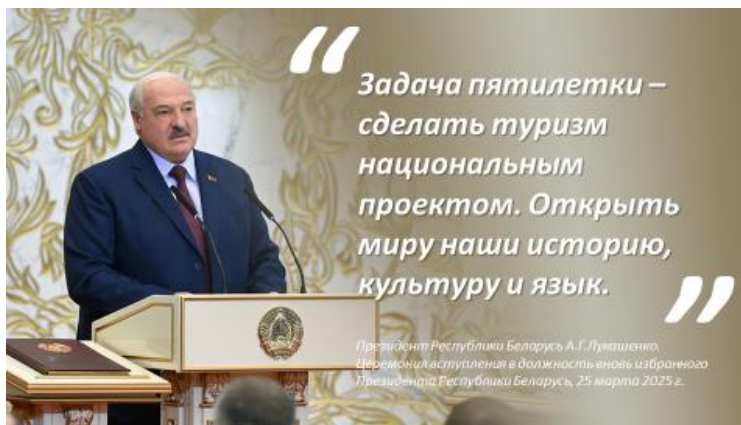 “
Задача пятилетки –
сделать туризм
национальным
проектом. Открыть
миру наши историю,
культуру и язык.
”
Президент Республики Беларусь А.Г.Лукашенко.
Церемония вступления в должность вновь избранного
Президента Республики Беларусь, 25 марта 2025 г.